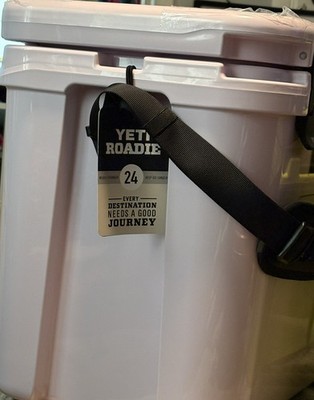 YETI
ROADIE
24
EVERY
DESTINATION
NEEDS A GOOD
JOURNEY